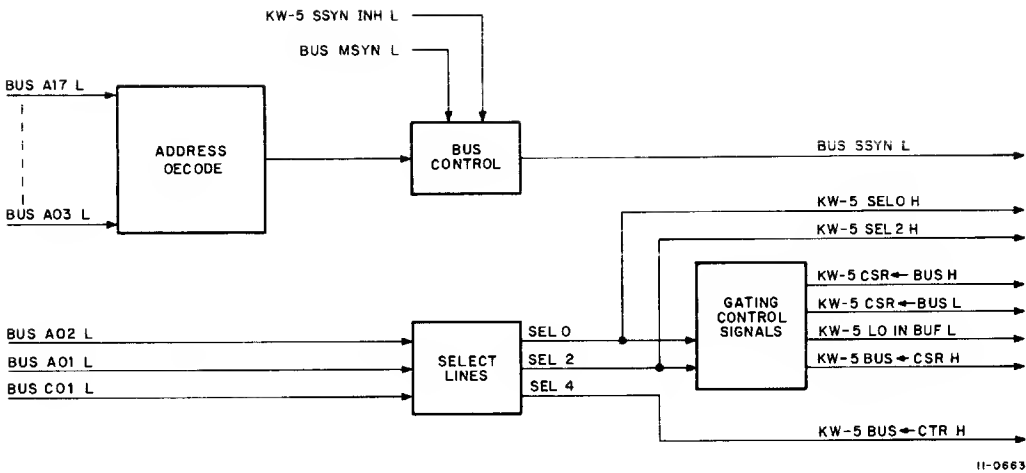 KW-5 SSYN INH L
BUS MSYN L
BUS A17 L
ADDRESS
OECODE
BUS
CONTROL
BUS SSYN L
BUS A03 L
KW-5 SEL0 H
KW-5 SEL 2 H
GATING
CONTROL
SIGNALS
KW-5 CSR←BUS H
KW-5 CSR←BUS L
KW-5 LO IN BUF L
KW-5 BUS←CSR H
BUS A02 L
BUS A01 L
BUS C01 L
SELECT
LINES
SEL 0
SEL 2
SEL 4
KW-5 BUS←CTR H
11-0663